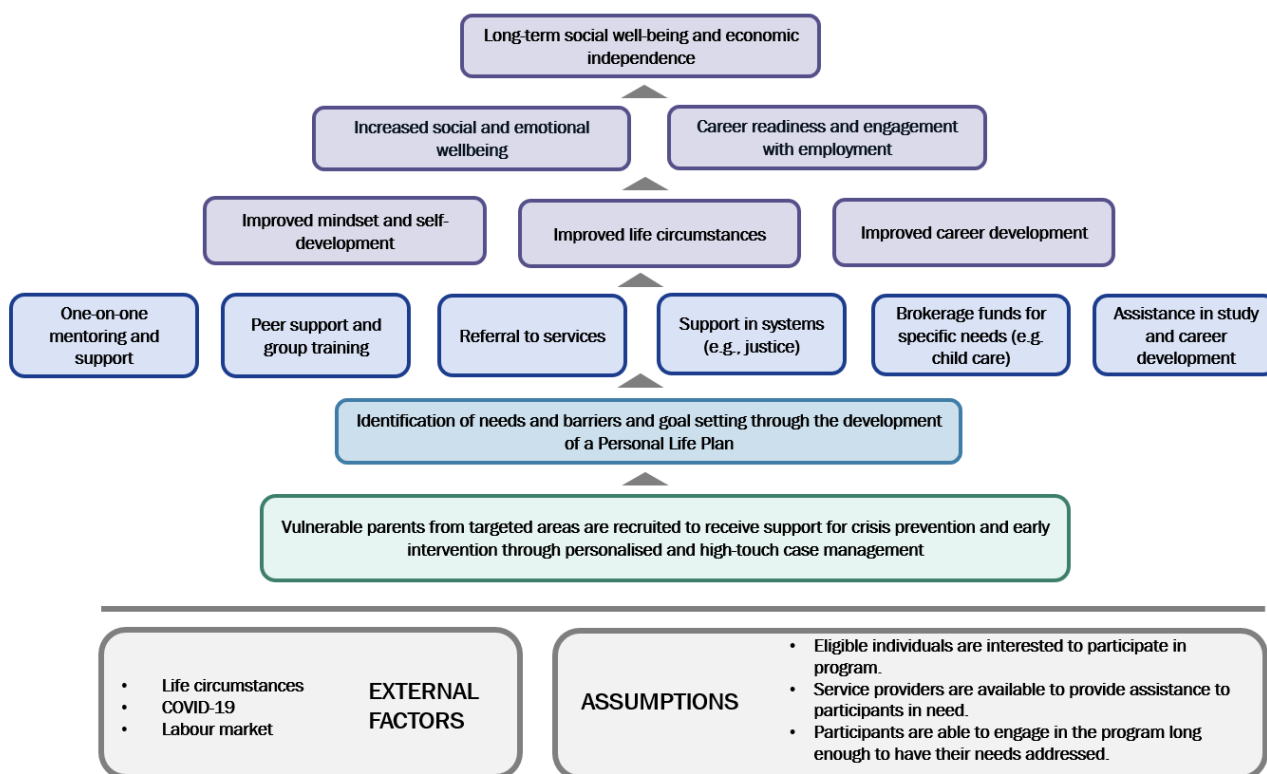 Long-term social well-being and economic
independence
Increased social and emotional
wellbeing
Career readiness and engagement
with employment
Improved mindset and self-
development
Improved life circumstances
Improved career development
One-on-one
mentoring and
support
Peer support and
group training
Referral to services
Support in systems
(e.g., justice)
Brokerage funds for
specific needs (e.g.
child care)
Assistance in study
and career
development
Identification of needs and barriers and goal setting through the development
of a Personal Life Plan
Vulnerable parents from targeted areas are recruited to receive support for crisis prevention and early
intervention through personalised and high-touch case management
• Life circumstances
• COVID-19
• Labour market
EXTERNAL
FACTORS
ASSUMPTIONS
• Eligible individuals are interested to participate in
program.
• Service providers are available to provide assistance to
participants in need.
• Participants are able to engage in the program long
enough to have their needs addressed.